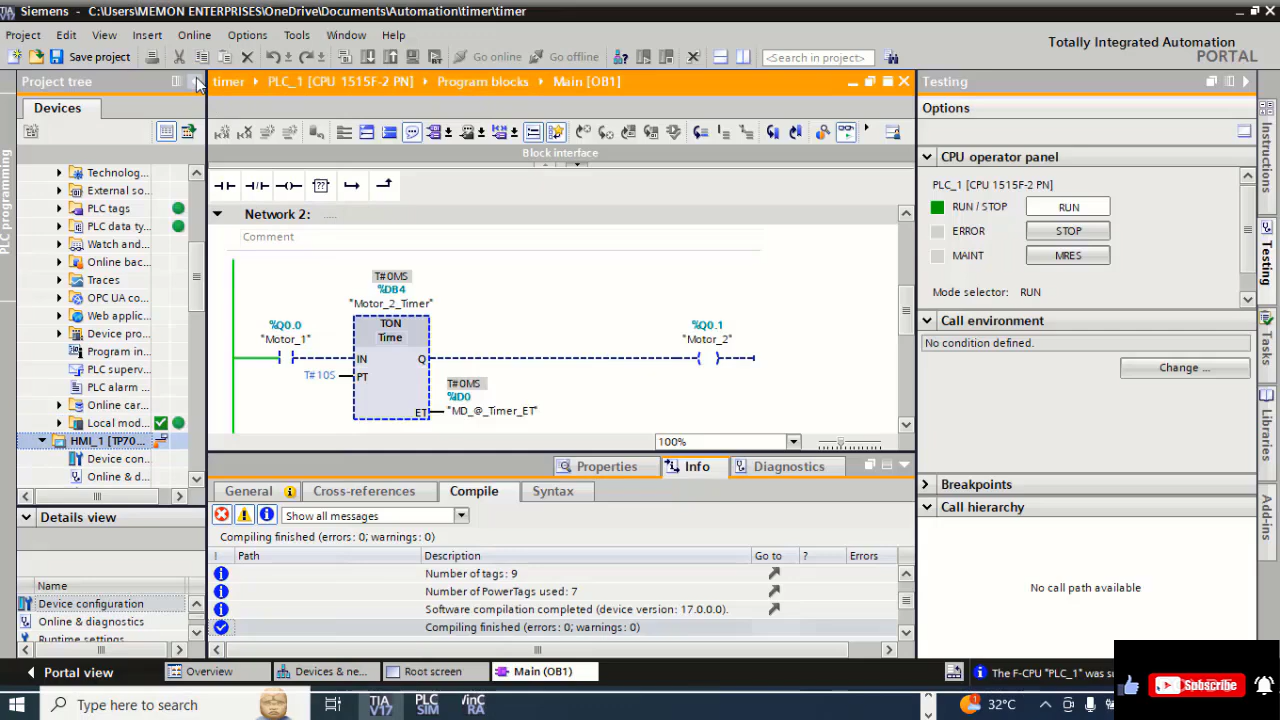 Siemens - C:\Users\MEMON ENTERPRISES\OneDrive\Documents\Automation\timer\timer
Project Edit View Insert Online Options Tools Window Help
Totally Integrated Automation
PORTAL
Save project
Go online
Go offline
<Search in project>
Project tree
timer PLC_1 [CPU 1515F-2 PN] Program blocks Main [OB1]
Testing
Devices
Options
PLC programming
Block interface
CPU operator panel
PLC_1 [CPU 1515F-2 PN]
RUN / STOP RUN
ERROR STOP
MAINT MRES
Mode selector: RUN
Call environment
No condition defined.
Change ...
Breakpoints
Call hierarchy
No call path available
Instructions
Testing
Tasks
Libraries
Add-ins
Technolog...
External so...
PLC tags
PLC data ty...
Watch and...
Online bac...
Traces
OPC UA co...
Web applic...
Device pro...
Program in...
PLC superv...
PLC alarm ...
Online car...
Local mod...
HMI_1 [TP70...
Device con...
Online & d...
Network 2: .....
Comment
T#0MS
%DB4
"Motor_2_Timer"
TON
Time
%Q0.0
"Motor_1"
IN Q
T#10S PT
T#0MS
%ID0
ET "MD_@_Timer_ET"
%Q0.1
"Motor_2"
100%
Properties Info Diagnostics
General Cross-references Compile Syntax
Show all messages
Compiling finished (errors: 0; warnings: 0)
! Path Description Go to ? Errors
Number of tags: 9
Number of PowerTags used: 7
Software compilation completed (device version: 17.0.0.0).
Compiling finished (errors: 0; warnings: 0)
Details view
Name
Device configuration
Online & diagnostics
Runtime settings
Portal view
Overview
Devices & ne...
Root screen
Main (OB1)
The F-CPU "PLC_1" was su
Subscribe
Type here to search
TIA
V17
PLC
SIM
inC
RA
32°C